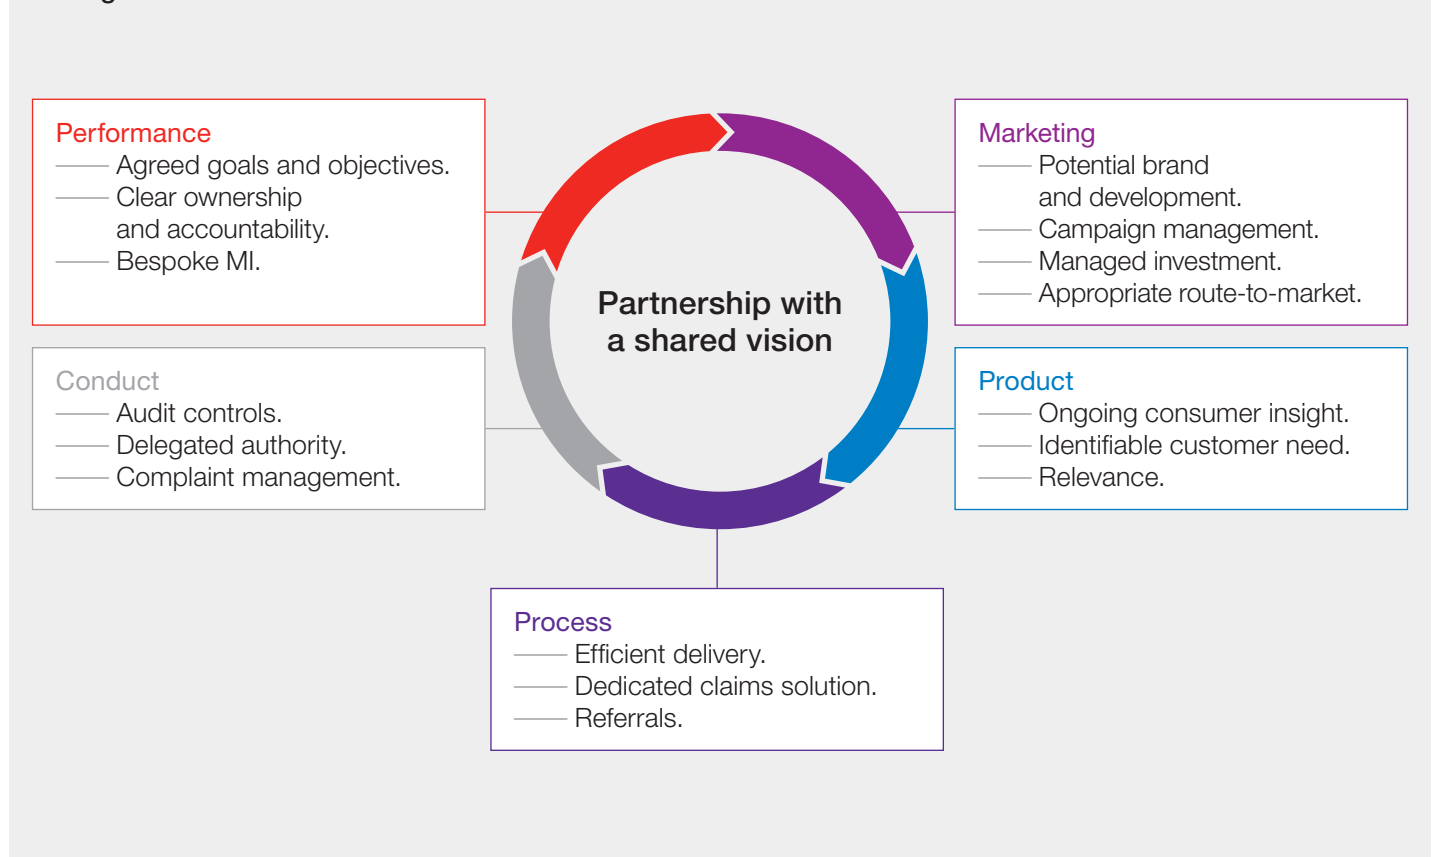 Performance
Agreed goals and objectives.
Clear ownership
and accountability.
Bespoke MI.
Marketing
Potential brand
and development.
Campaign management.
Managed investment.
Appropriate route-to-market.
Partnership with
a shared vision
Conduct
Audit controls.
Delegated authority.
Complaint management.
Product
Ongoing consumer insight.
Identifiable customer need.
Relevance.
Process
Efficient delivery.
Dedicated claims solution.
Referrals.